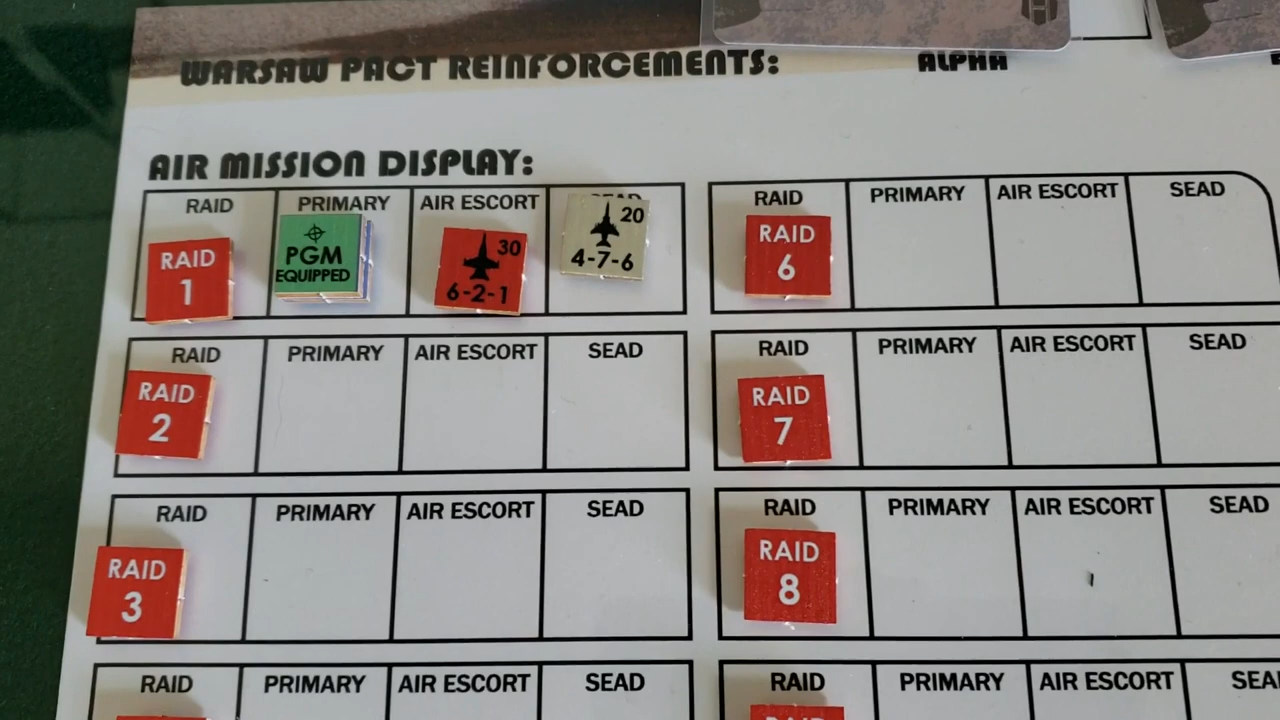 WARSAW PACT REINFORCEMENTS:
ALPHA
AIR MISSION DISPLAY:
RAID PRIMARY AIR ESCORT SEAD
RAID 1
PGM EQUIPPED
30
6-2-1
20
4-7-6
RAID PRIMARY AIR ESCORT SEAD
RAID 6
RAID PRIMARY AIR ESCORT SEAD
RAID 2
RAID PRIMARY AIR ESCORT SEAD
RAID 7
RAID PRIMARY AIR ESCORT SEAD
RAID 3
RAID PRIMARY AIR ESCORT SEAD
RAID 8
RAID PRIMARY AIR ESCORT SEAD
RAID PRIMARY AIR ESCORT